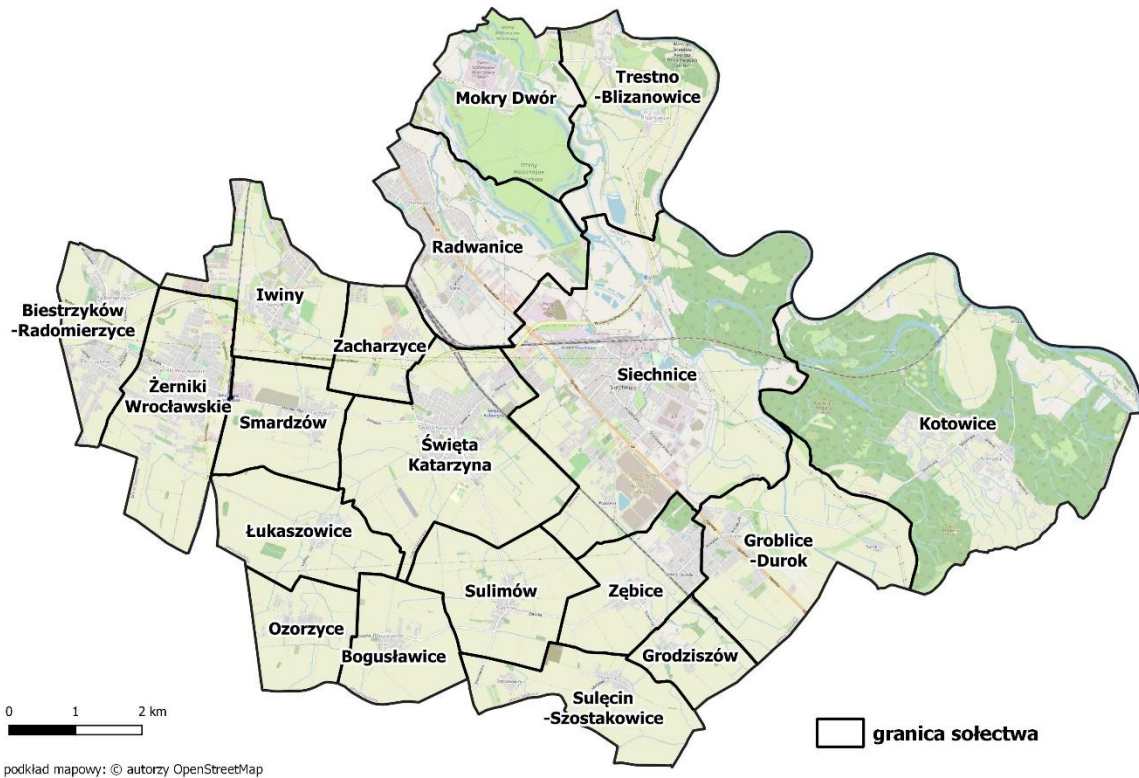 Mokry Dwór
Trestno
-Blizanowice
Radwanice
Iwiny
Biestrzyków
-Radomierzyce
Zacharzyce
Żerniki
Wrocławskie
Siechnice
Smardzów
Święta
Katarzyna
Kotowice
Łukaszowice
Groblice
-Durok
Sulimów
Zębice
Ozorzyce
Bogusławice
Grodziszów
Sulęcin
-Szostakowice
0 1 2 km
granica sołectwa
podkład mapowy: © autorzy OpenStreetMap